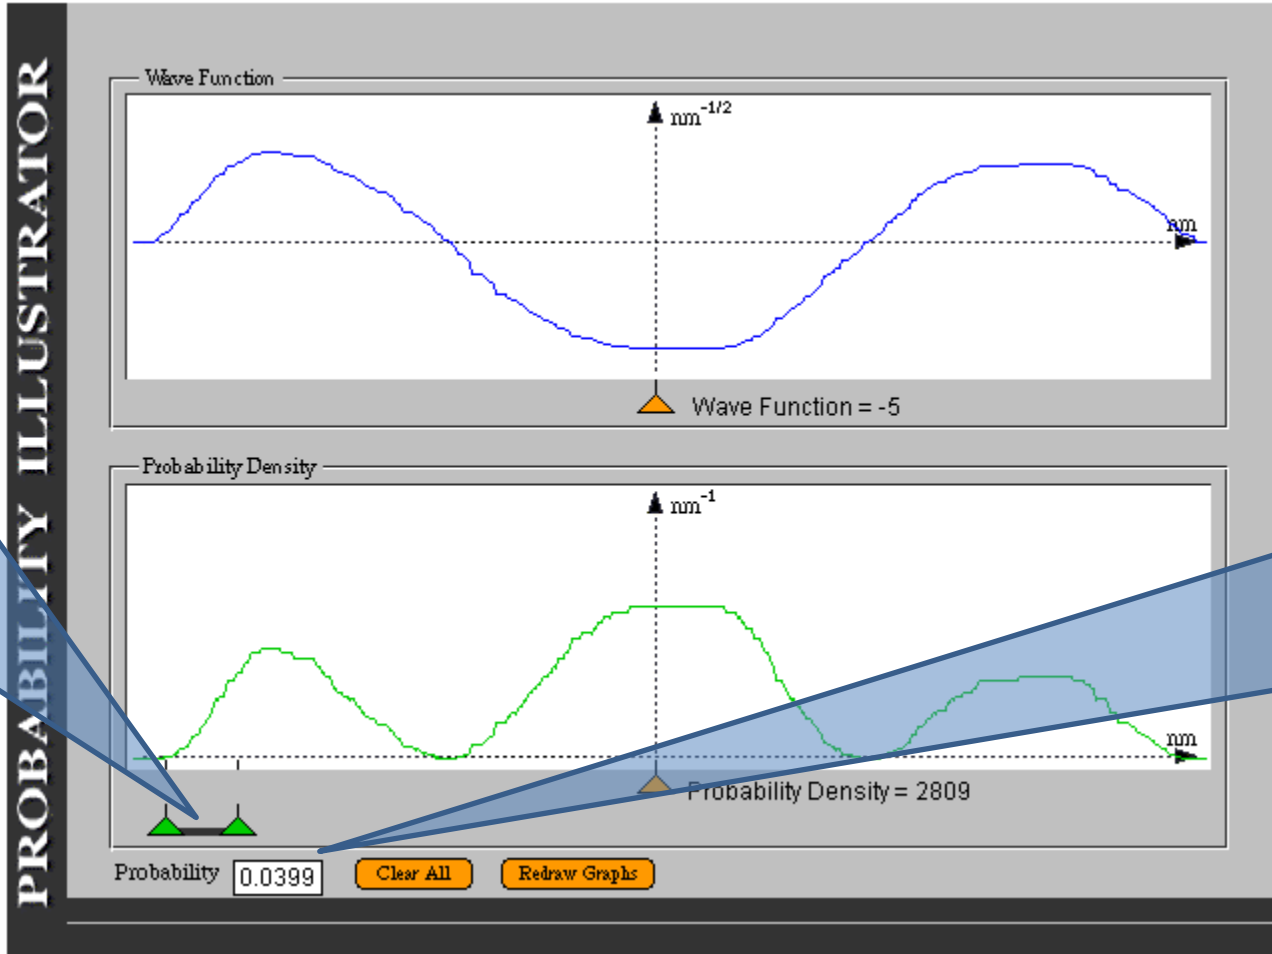 PROBABILITY ILLUSTRATOR
Wave Function
nm-1/2
nm
Wave Function = -5
Probability Density
nm-1
nm
Probability Density = 2809
Probability 0.0399 Clear All Redraw Graphs